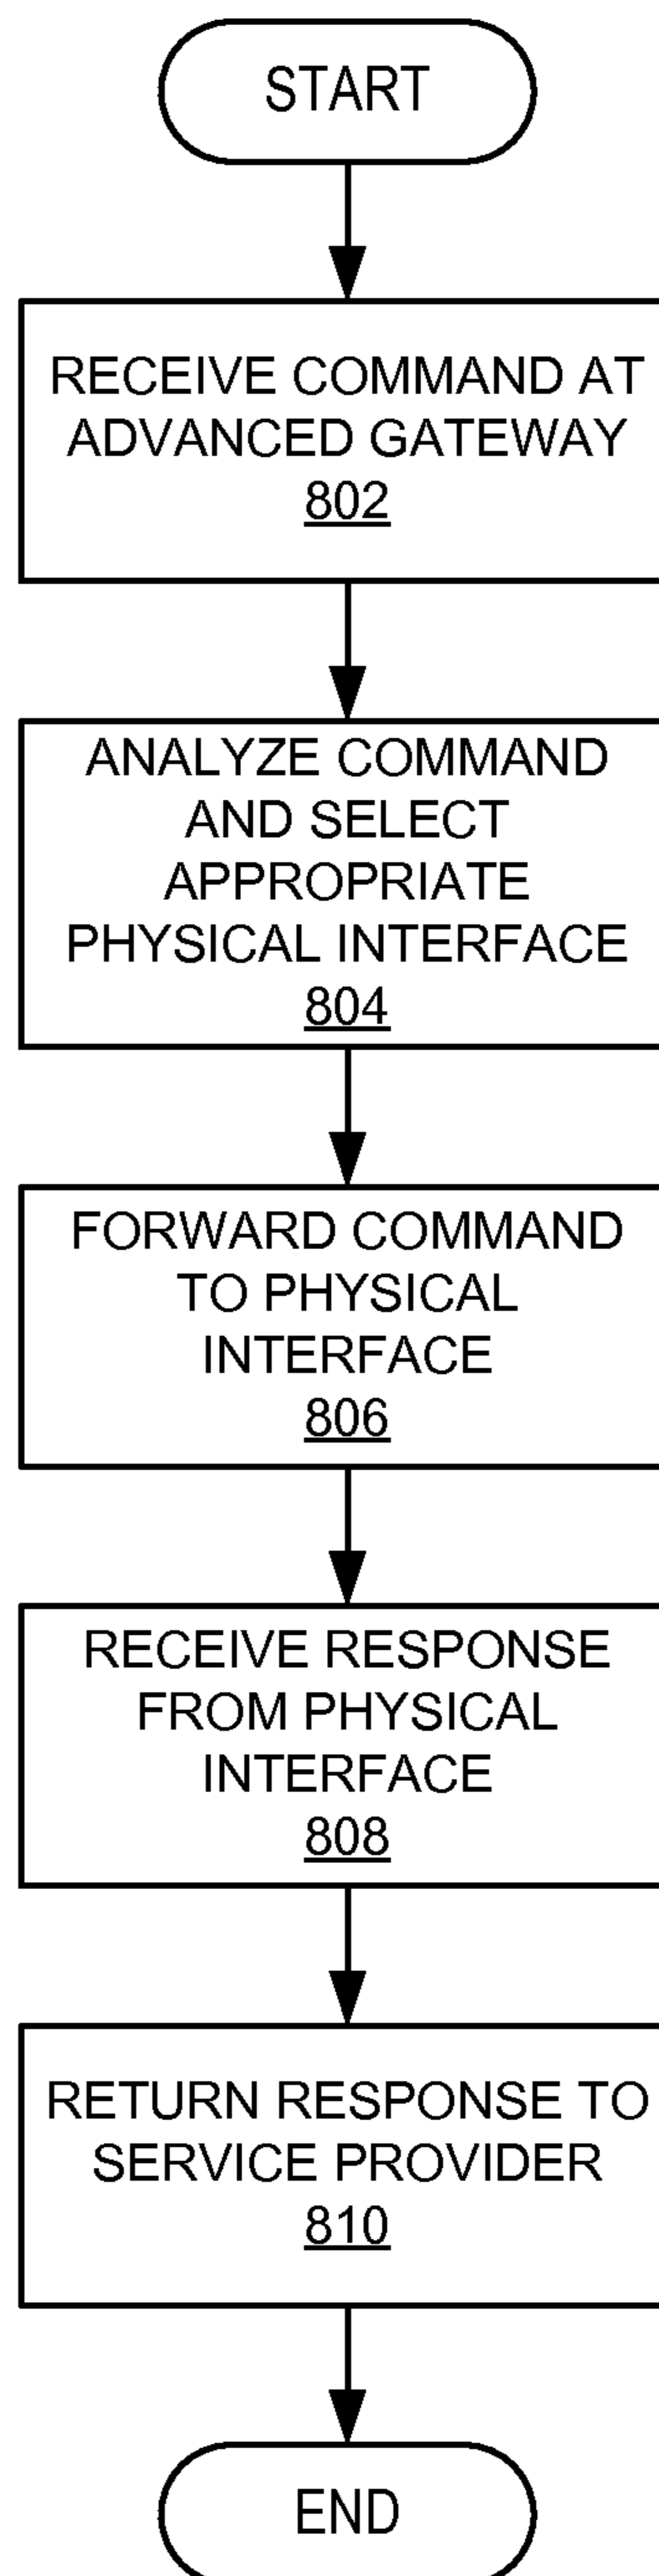 START
RECEIVE COMMAND AT
ADVANCED GATEWAY
802
ANALYZE COMMAND
AND SELECT
APPROPRIATE
PHYSICAL INTERFACE
804
FORWARD COMMAND
TO PHYSICAL
INTERFACE
806
RECEIVE RESPONSE
FROM PHYSICAL
INTERFACE
808
RETURN RESPONSE TO
SERVICE PROVIDER
810
END